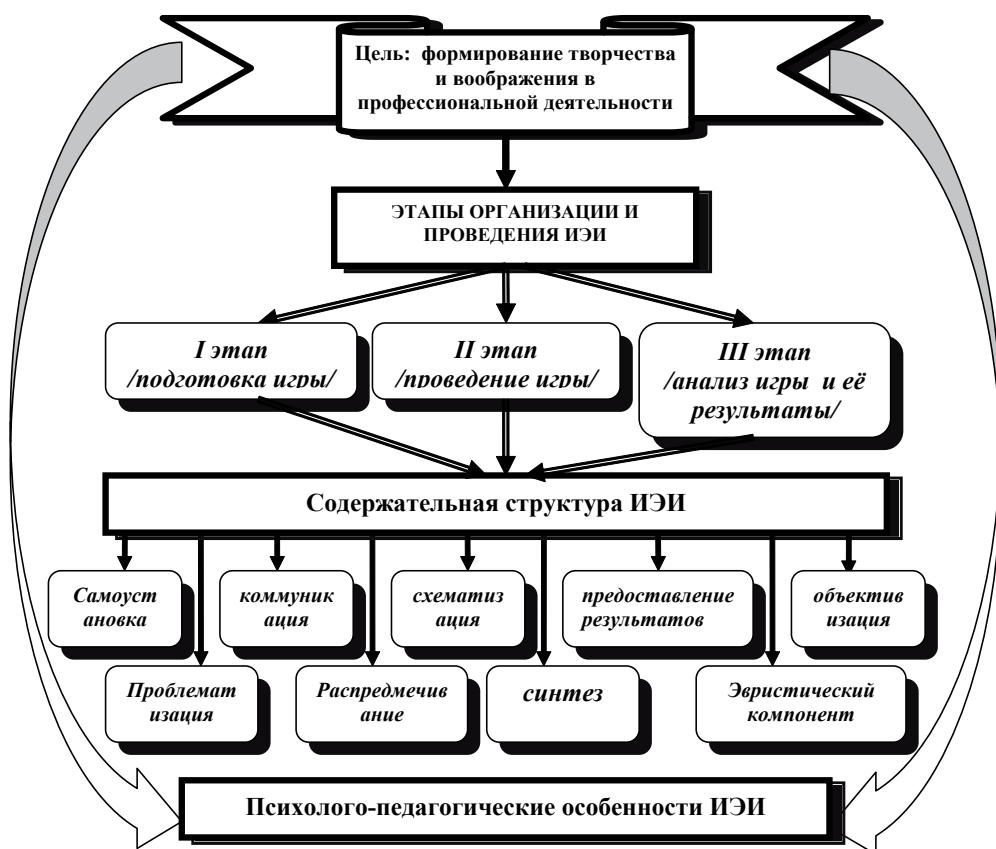 Цель: формирование творчества
и воображения в
профессиональной деятельности
ЭТАПЫ ОРГАНИЗАЦИИ И
ПРОВЕДЕНИЯ ИЭИ
I этап
/подготовка игры/
II этап
/проведение игры/
III этап
/анализ игры и её
результаты/
Содержательная структура ИЭИ
Самоуст
ановка
коммуник
ация
схематиз
ация
предоставление
результатов
объектив
изация
Проблемат
изация
Распредмечив
ание
синтез
Эвристический
компонент
Психолого-педагогические особенности ИЭИ